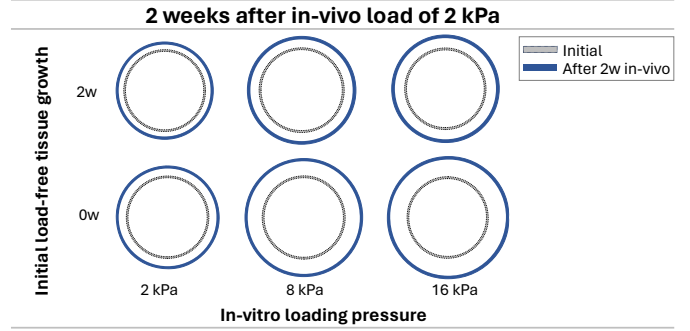 2 weeks after in-vivo load of 2 kPa
Initial
After 2w in-vivo
Initial load-free tissue growth
2w
0w
2 kPa
8 kPa
16 kPa
In-vitro loading pressure